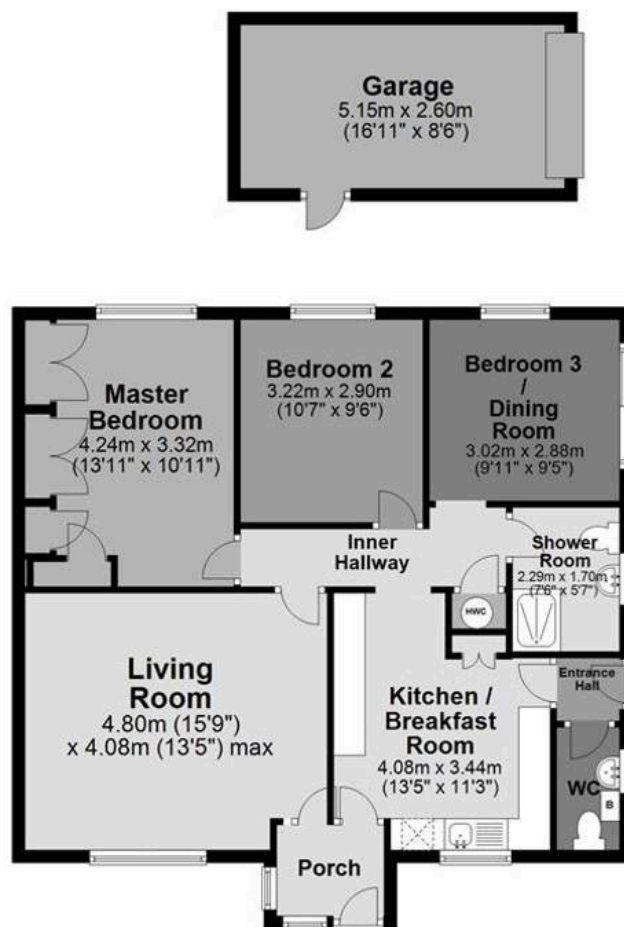 Garage
5.15m x 2.60m
(16'11" x 8'6")
Master
Bedroom
4.24m x 3.32m
(13'11" x 10'11")
Bedroom 2
3.22m x 2.90m
(10'7" x 9'6")
Bedroom 3
/
Dining
Room
3.02m x 2.88m
(9'11" x 9'5")
Inner
Hallway
Shower
Room
2.29m x 1.70m
(7'6" x 5'7")
HWC
Living
Room
4.80m (15'9")
x 4.08m (13'5") max
Kitchen /
Breakfast
Room
4.08m x 3.44m
(13'5" x 11'3")
Entrance
Hall
WC
B
Porch